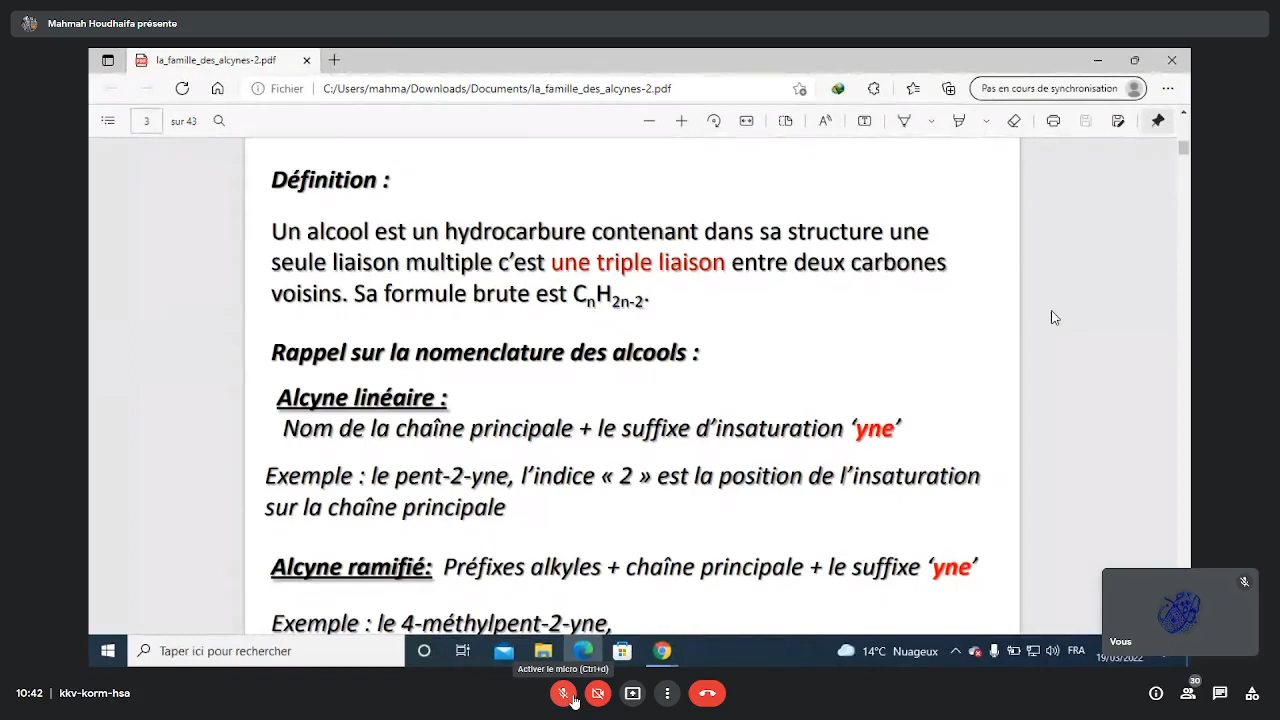 Mahmah Houdhaifa présente
la_famille_des_alcynes-2.pdf
Fichier C:/Users/mahma/Downloads/Documents/la_famille_des_alcynes-2.pdf
Pas en cours de synchronisation
3 sur 43
Définition :
Un alcool est un hydrocarbure contenant dans sa structure une
seule liaison multiple c’est une triple liaison entre deux carbones
voisins. Sa formule brute est CnH2n-2.
Rappel sur la nomenclature des alcools :
Alcyne linéaire :
Nom de la chaîne principale + le suffixe d’insaturation ‘yne’
Exemple : le pent-2-yne, l’indice « 2 » est la position de l’insaturation
sur la chaîne principale
Alcyne ramifié: Préfixes alkyles + chaîne principale + le suffixe ‘yne’
Exemple : le 4-méthylpent-2-yne,
Vous
Taper ici pour rechercher
14°C Nuageux
FRA
19/03/2022
Activer le micro (Ctrl+d)
10:42 kkv-korm-hsa
30